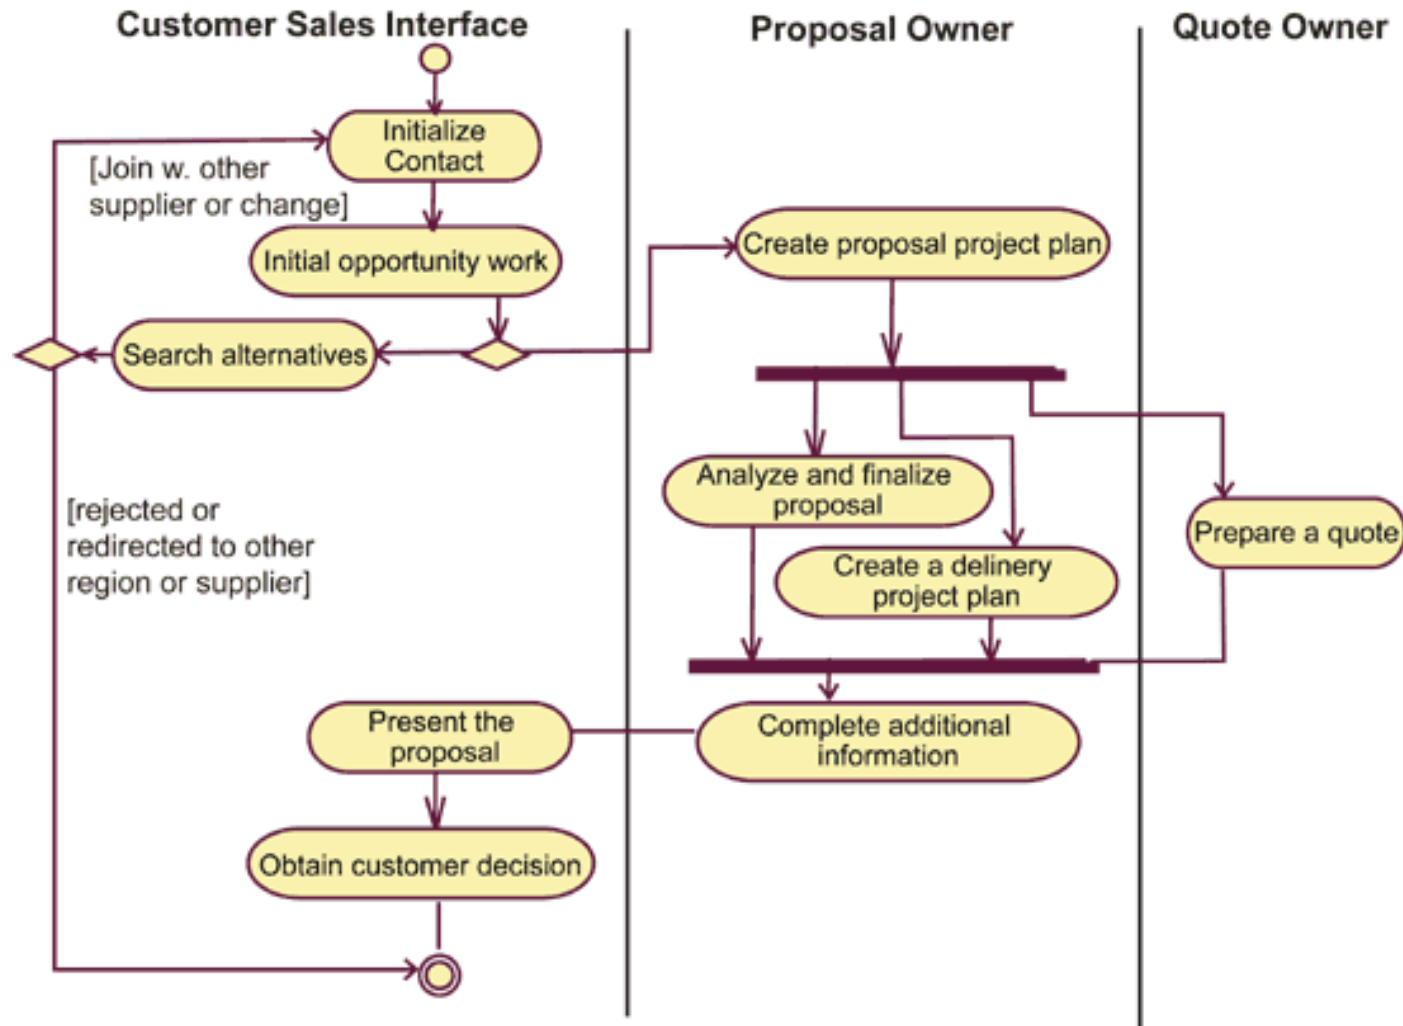 Customer Sales Interface
Proposal Owner
Quote Owner
Initialize
Contact
[Join w. other
supplier or change]
Initial opportunity work
Create proposal project plan
Search alternatives
Analyze and finalize
proposal
[rejected or
redirected to other
region or supplier]
Prepare a quote
Create a delinery
project plan
Present the
proposal
Complete additional
information
Obtain customer decision